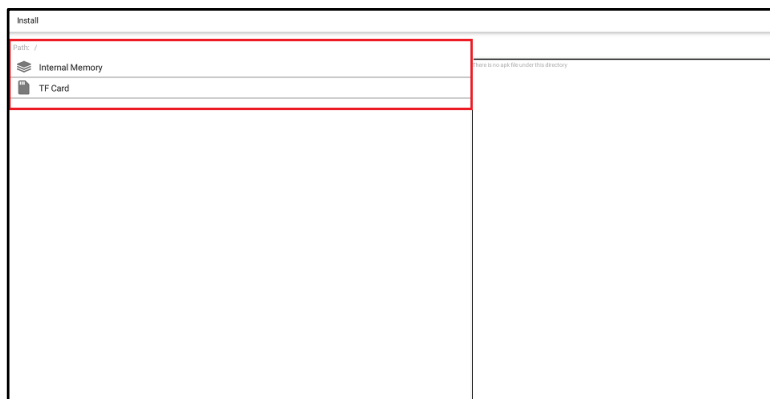 Install
Path: /
Internal Memory
TF Card
There is no apk file under this directory